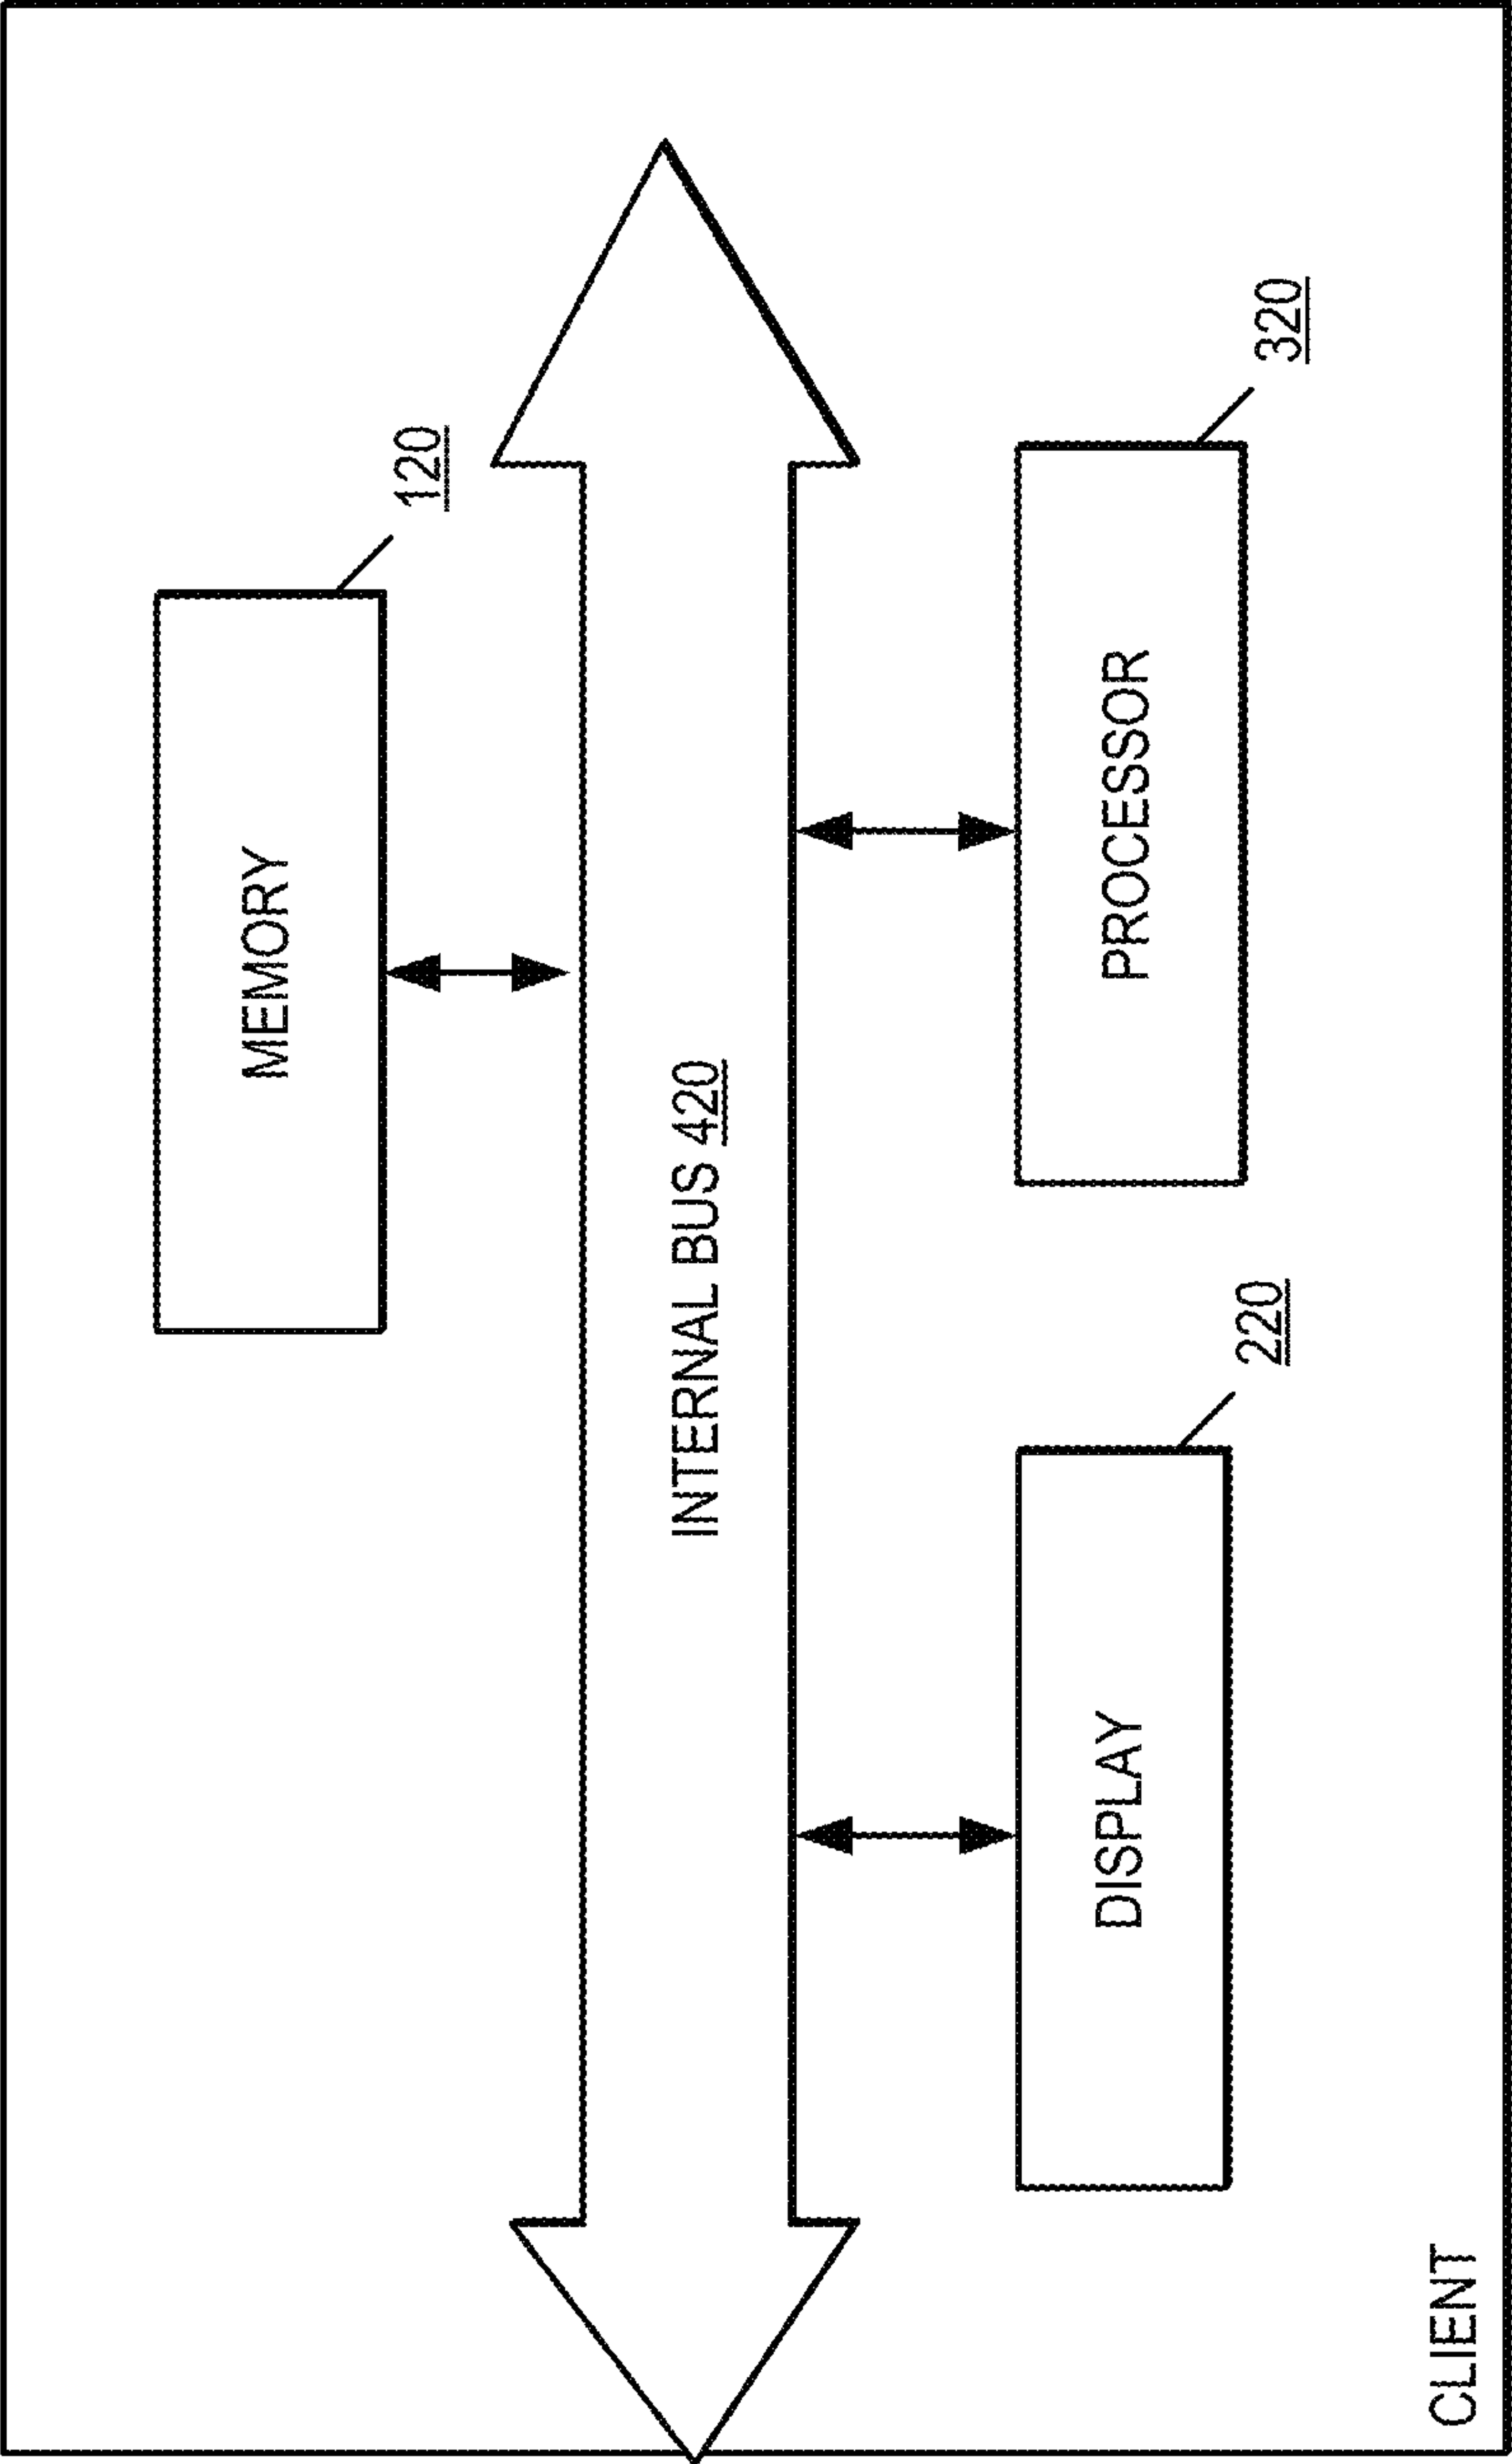 MEMORY
120
INTERNAL BUS 420
DISPLAY
220
PROCESSOR
320
CLIENT